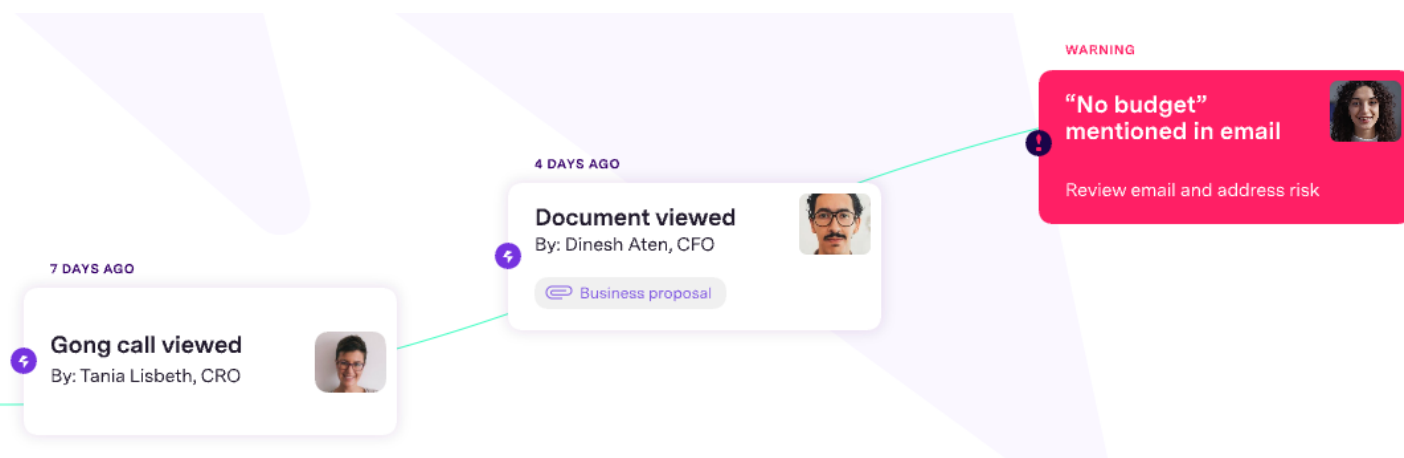 7 DAYS AGO
Gong call viewed
By: Tania Lisbeth, CRO
4 DAYS AGO
Document viewed
By: Dinesh Aten, CFO
Business proposal
WARNING
“No budget”
mentioned in email
Review email and address risk